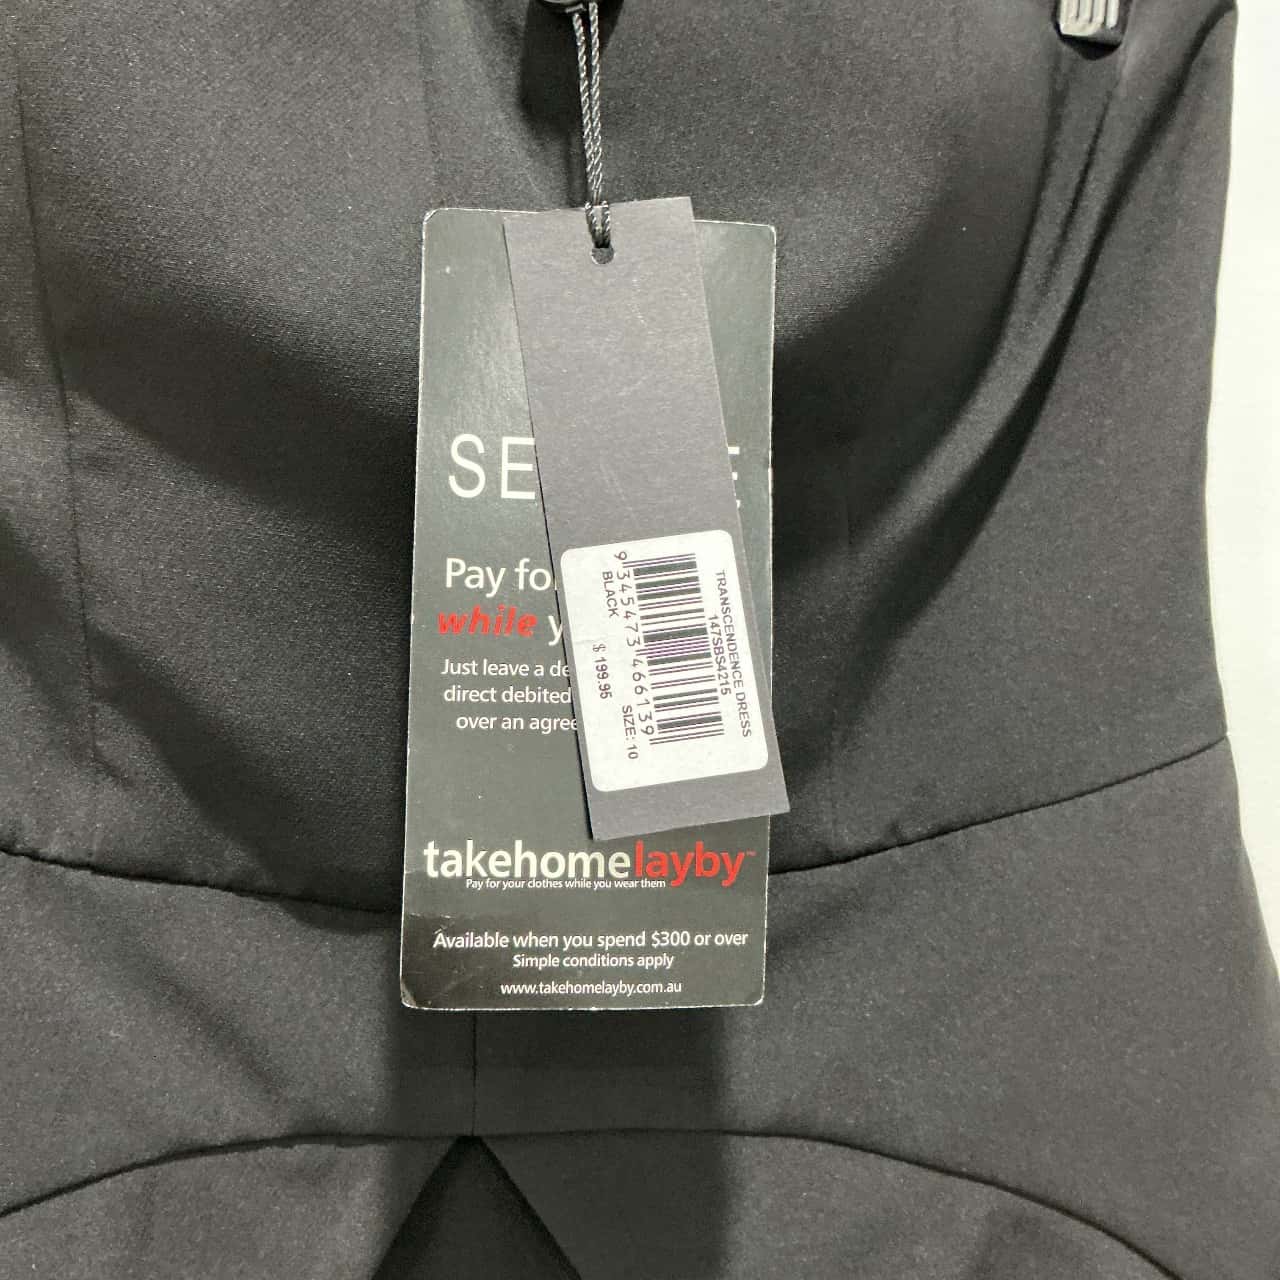 SE
Pay fo
while y
Just leave a de
direct debited
over an agree
TRANSCENDENCE DRESS
147SBS4215
9 345473 466139
BLACK
SIZE: 10
$ 199.95
takehomelayby™
Pay for your clothes while you wear them
Available when you spend $300 or over
Simple conditions apply
www.takehomelayby.com.au